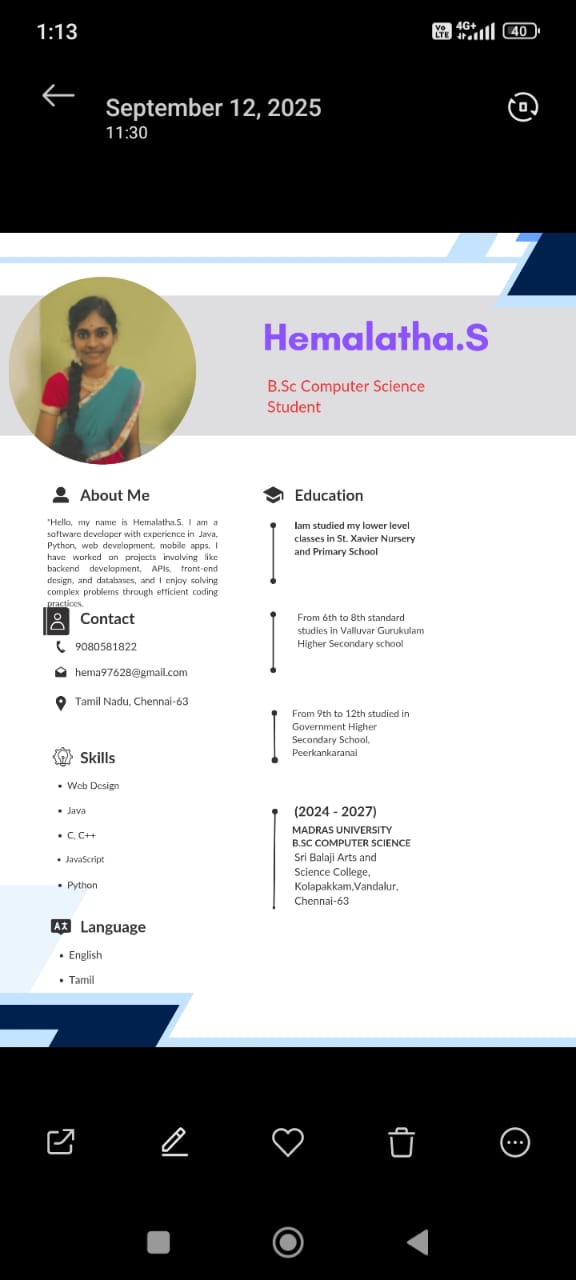 1:13
Vo LTE 4G+ 40
September 12, 2025
11:30
Hemalatha.S
B.Sc Computer Science
Student
About Me
"Hello, my name is Hemalatha.S. I am a
software developer with experience in Java,
Python, web development, mobile apps. I
have worked on projects involving like
backend development, APIs, front-end
design, and databases, and I enjoy solving
complex problems through efficient coding
practices.
Contact
9080581822
hema97628@gmail.com
Tamil Nadu, Chennai-63
Skills
• Web Design
• Java
• C, C++
• JavaScript
• Python
Language
• English
• Tamil
Education
Iam studied my lower level
classes in St. Xavier Nursery
and Primary School
From 6th to 8th standard
studies in Valluvar Gurukulam
Higher Secondary school
From 9th to 12th studied in
Government Higher
Secondary School,
Peerkankaranai
(2024 - 2027)
MADRAS UNIVERSITY
B.SC COMPUTER SCIENCE
Sri Balaji Arts and
Science College,
Kolapakkam,Vandalur,
Chennai-63